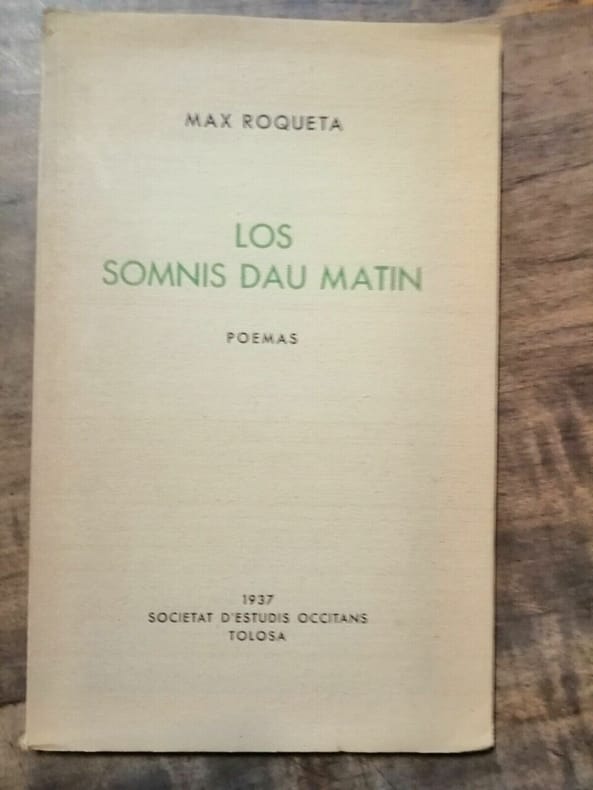 MAX ROQUETA
LOS
SOMNIS DAU MATIN
POEMAS
1937
SOCIETAT D'ESTUDIS OCCITANS
TOLOSA